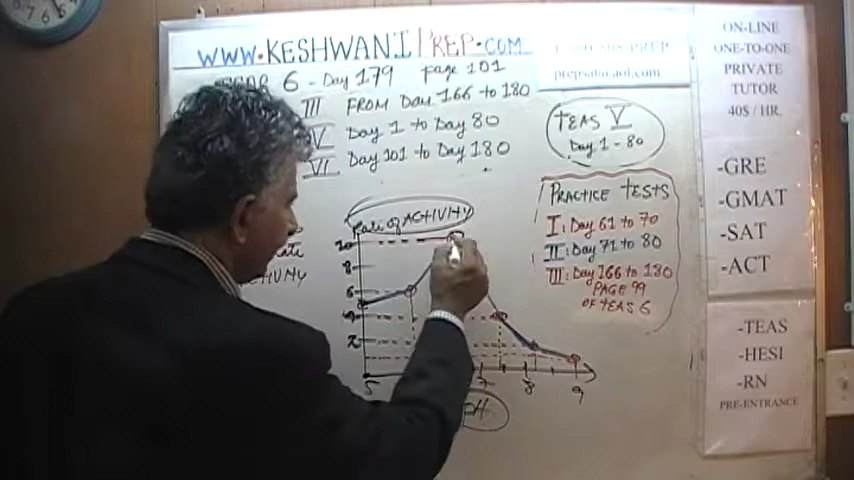 www.KESHWANIPREP.COM
6 - Day 179 Page 101
III FROM Day 166 to 180
V Day 1 to Day 80
VI Day 101 to Day 180
prepsat@aol.com
TEAS V
Day 1 - 80
PRACTICE TESTS
I: Day 61 to 70
II: Day 71 to 80
III: Day 166 to 180
PAGE 99
OF TEAS 6
Rate of ACTIVITY
10
8
6
4
2
5 7 8 9
PH
ON-LINE
ONE-TO-ONE
PRIVATE
TUTOR
40$ / HR.
-GRE
-GMAT
-SAT
-ACT
-TEAS
-HESI
-RN
PRE-ENTRANCE